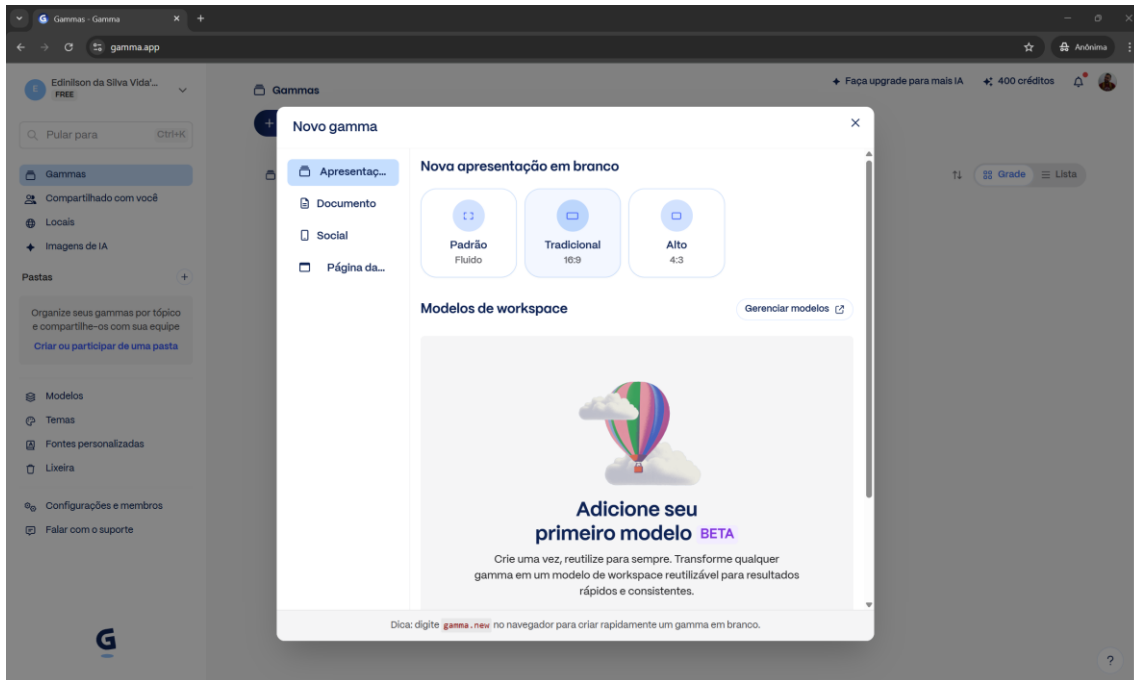 Gammas - Gamma
gamma.app
Anônima
Edinilson da Silva Vida'...
FREE
Pular para
Ctrl+K
Gammas
Compartilhado com você
Locais
Imagens de IA
Pastas
Organize seus gammas por tópico
e compartilhe-os com sua equipe
Criar ou participar de uma pasta
Modelos
Temas
Fontes personalizadas
Lixeira
Configurações e membros
Falar com o suporte
Gammas
Faça upgrade para mais IA
400 créditos
Grade
Lista
Novo gamma
Apresentaç...
Documento
Social
Página da...
Nova apresentação em branco
Padrão
Fluido
Tradicional
16:9
Alto
4:3
Modelos de workspace
Gerenciar modelos
Adicione seu
primeiro modelo BETA
Crie uma vez, reutilize para sempre. Transforme qualquer
gamma em um modelo de workspace reutilizável para resultados
rápidos e consistentes.
Dica: digite gamma.new no navegador para criar rapidamente um gamma em branco.